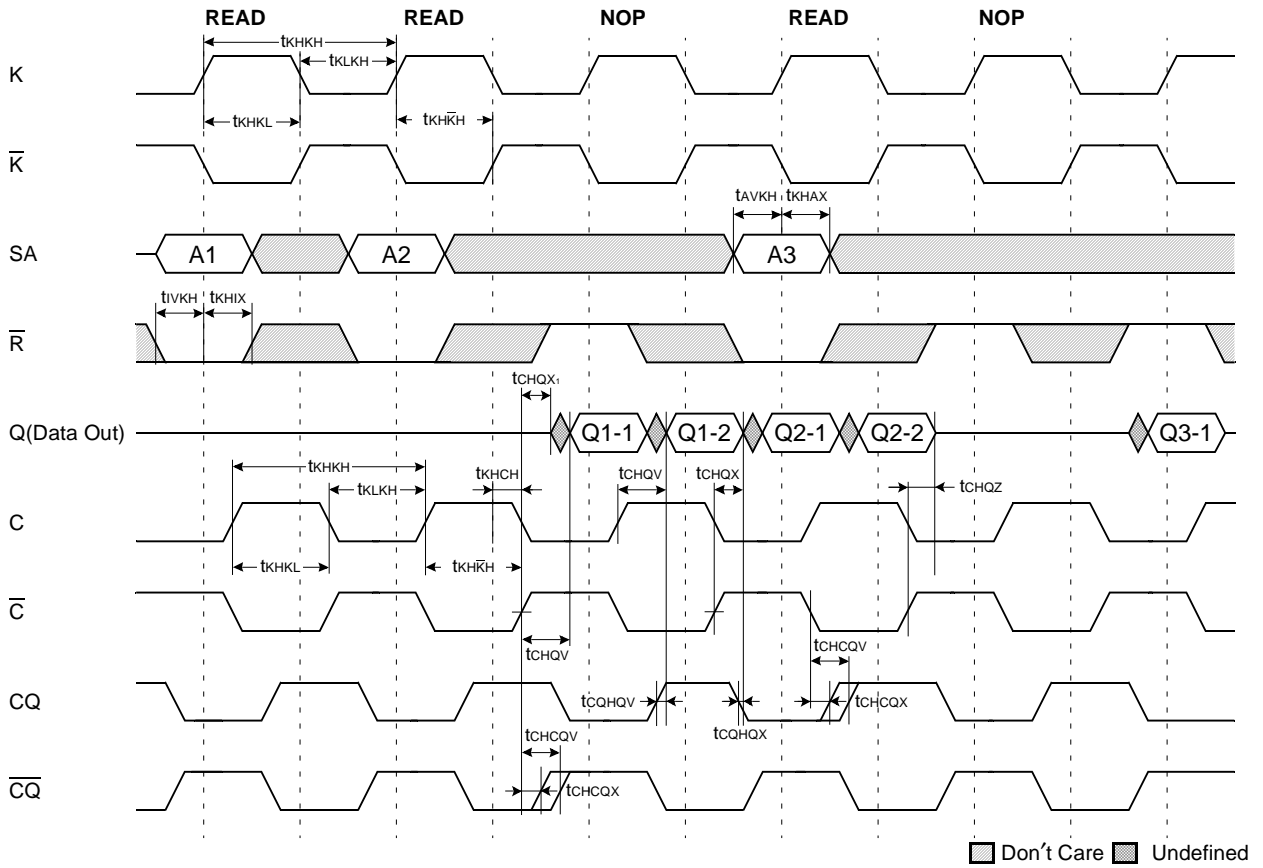 READ READ NOP READ NOP
tKHKH
tKLKH
K
tKHKL tKHK̅H
K̅
tAVKH tKHAX
SA A1 A2 A3
tIVKH tKHIX
R̅
tCHQX1
Q(Data Out) Q1-1 Q1-2 Q2-1 Q2-2 Q3-1
tKHKH tKHCH tCHQV tCHQX
tKLKH tCHQZ
C
tKHKL tKHK̅H
C̅
tCHQV tCHCQV
CQ tCQHQV tCHCQX
tCQHQX
tCHCQV
C̅Q̅ tCHCQX
Don′t Care Undefined